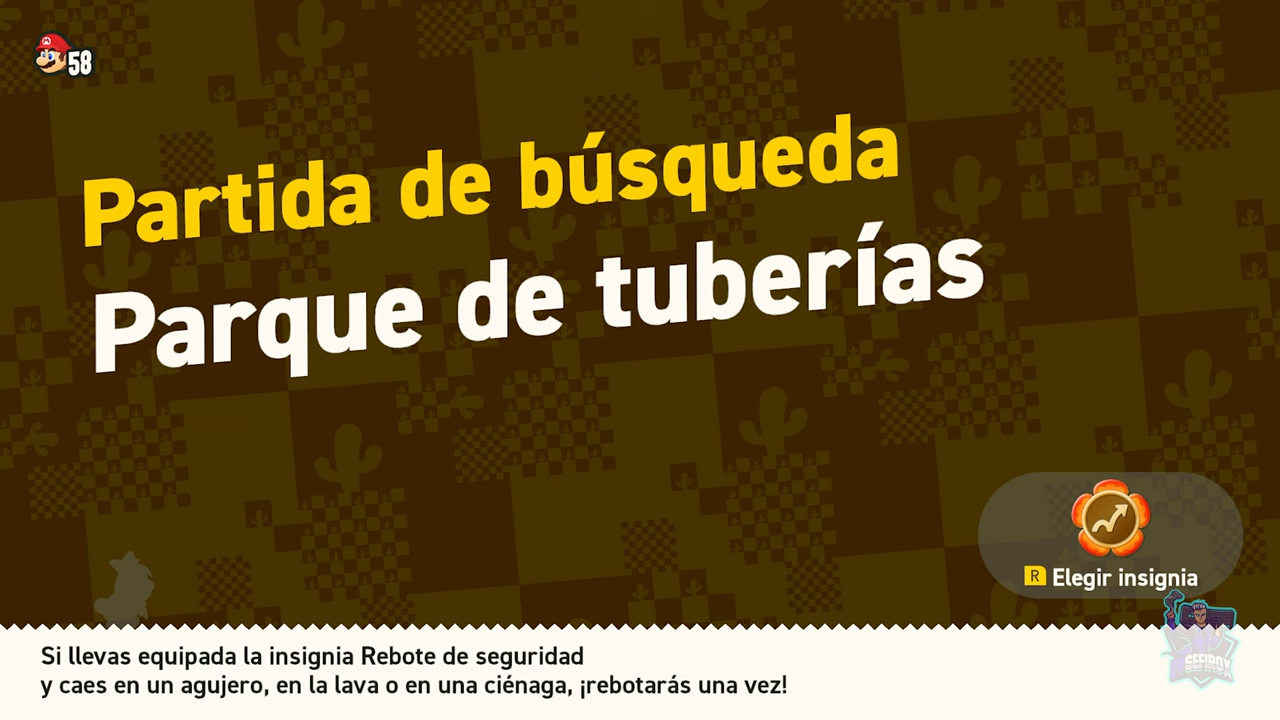 58
Partida de búsqueda
Parque de tuberías
R Elegir insignia
SEFIROX
Si llevas equipada la insignia Rebote de seguridad
y caes en un agujero, en la lava o en una ciénaga, ¡rebotarás una vez!